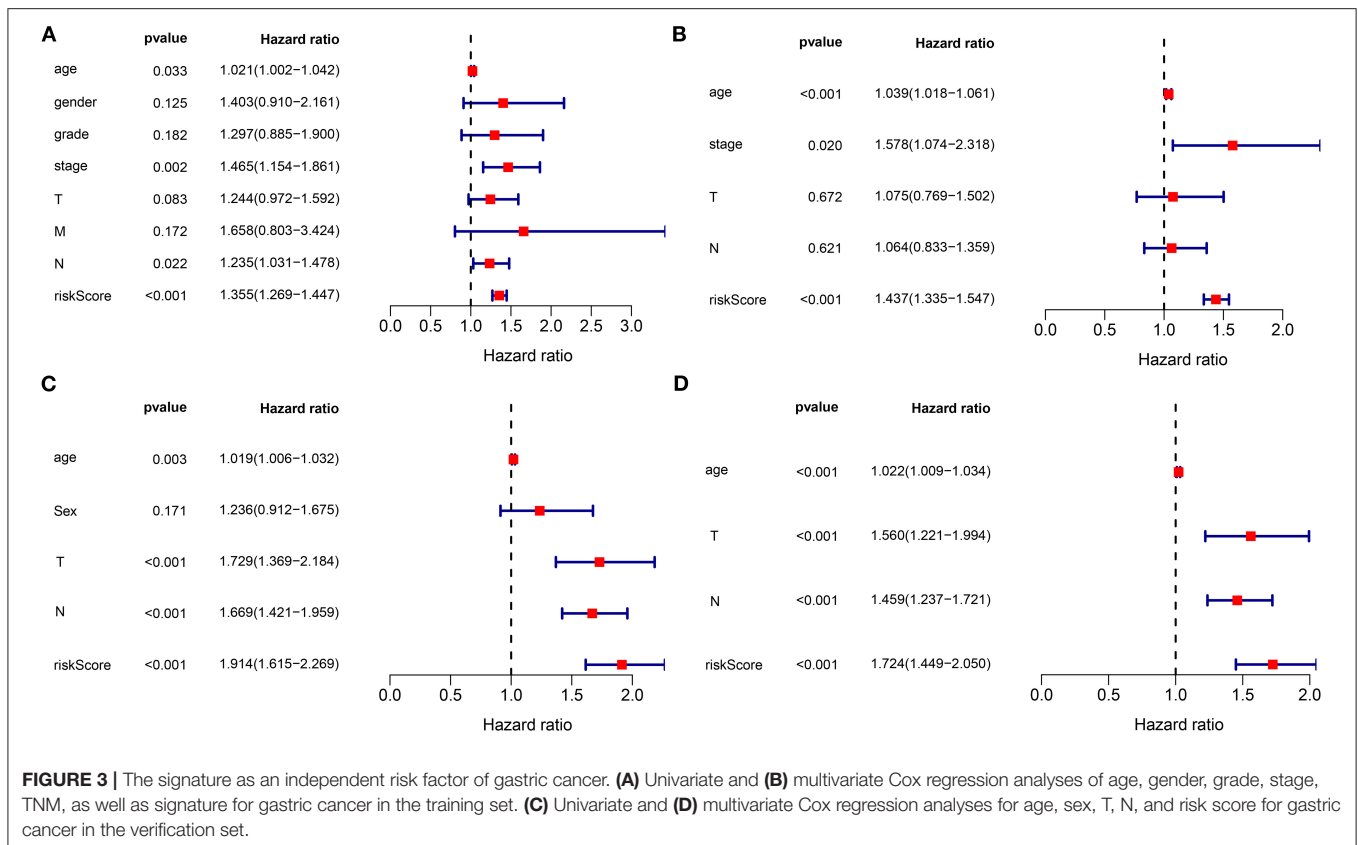 A
pvalue Hazard ratio
age 0.033 1.021(1.002−1.042)
gender 0.125 1.403(0.910−2.161)
grade 0.182 1.297(0.885−1.900)
stage 0.002 1.465(1.154−1.861)
T 0.083 1.244(0.972−1.592)
M 0.172 1.658(0.803−3.424)
N 0.022 1.235(1.031−1.478)
riskScore <0.001 1.355(1.269−1.447)
0.0 0.5 1.0 1.5 2.0 2.5 3.0
Hazard ratio
B
pvalue Hazard ratio
age <0.001 1.039(1.018−1.061)
stage 0.020 1.578(1.074−2.318)
T 0.672 1.075(0.769−1.502)
N 0.621 1.064(0.833−1.359)
riskScore <0.001 1.437(1.335−1.547)
0.0 0.5 1.0 1.5 2.0
Hazard ratio
C
pvalue Hazard ratio
age 0.003 1.019(1.006−1.032)
Sex 0.171 1.236(0.912−1.675)
T <0.001 1.729(1.369−2.184)
N <0.001 1.669(1.421−1.959)
riskScore <0.001 1.914(1.615−2.269)
0.0 0.5 1.0 1.5 2.0
Hazard ratio
D
pvalue Hazard ratio
age <0.001 1.022(1.009−1.034)
T <0.001 1.560(1.221−1.994)
N <0.001 1.459(1.237−1.721)
riskScore <0.001 1.724(1.449−2.050)
0.0 0.5 1.0 1.5 2.0
Hazard ratio
FIGURE 3 | The signature as an independent risk factor of gastric cancer. (A) Univariate and (B) multivariate Cox regression analyses of age, gender, grade, stage,
TNM, as well as signature for gastric cancer in the training set. (C) Univariate and (D) multivariate Cox regression analyses for age, sex, T, N, and risk score for gastric
cancer in the verification set.